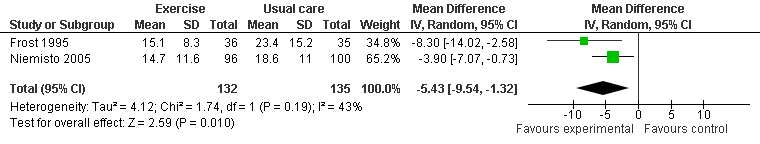 Exercise Usual care Mean Difference Mean Difference
Study or Subgroup Mean SD Total Mean SD Total Weight IV, Random, 95% CI IV, Random, 95% CI
Frost 1995 15.1 8.3 36 23.4 15.2 35 34.8% -8.30 [-14.02, -2.58]
Niemisto 2005 14.7 11.6 96 18.6 11 100 65.2% -3.90 [-7.07, -0.73]
Total (95% CI) 132 135 100.0% -5.43 [-9.54, -1.32]
Heterogeneity: Tau² = 4.12; Chi² = 1.74, df = 1 (P = 0.19); I² = 43%
Test for overall effect: Z = 2.59 (P = 0.010)
-10 -5 0 5 10
Favours experimental Favours control